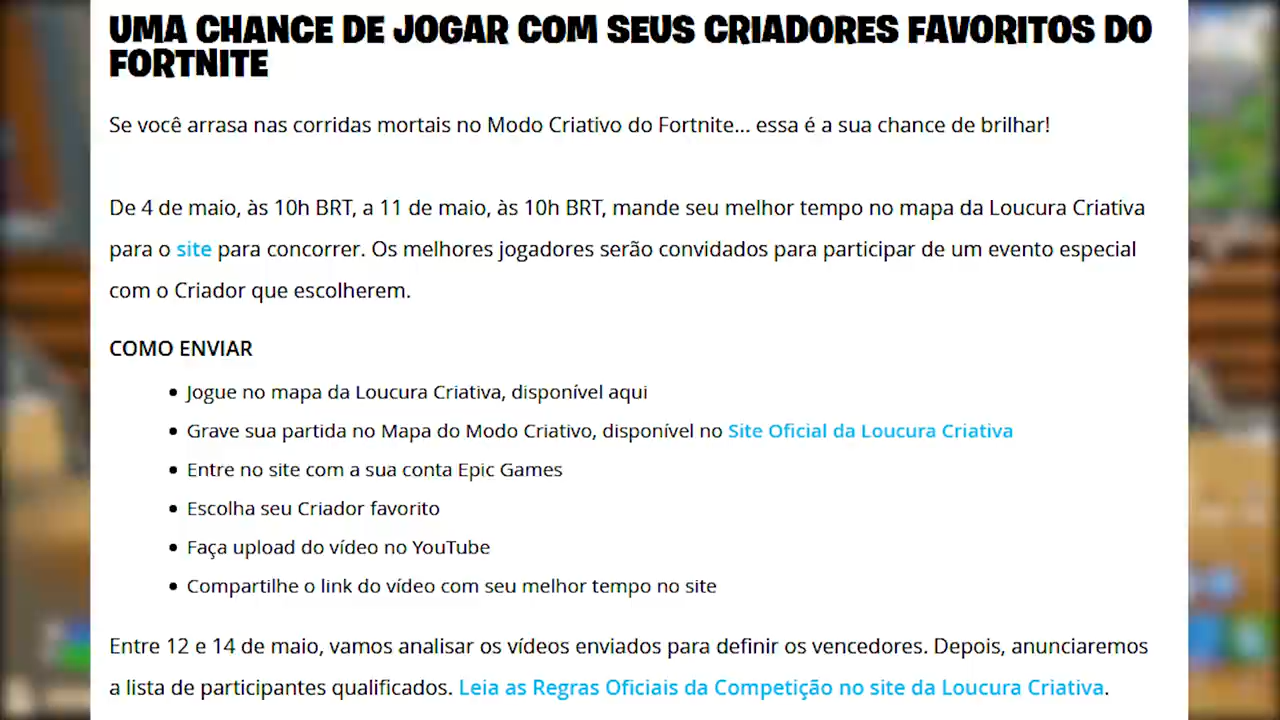 UMA CHANCE DE JOGAR COM SEUS CRIADORES FAVORITOS DO
FORTNITE
Se você arrasa nas corridas mortais no Modo Criativo do Fortnite... essa é a sua chance de brilhar!
De 4 de maio, às 10h BRT, a 11 de maio, às 10h BRT, mande seu melhor tempo no mapa da Loucura Criativa
para o site para concorrer. Os melhores jogadores serão convidados para participar de um evento especial
com o Criador que escolherem.
COMO ENVIAR
• Jogue no mapa da Loucura Criativa, disponível aqui
• Grave sua partida no Mapa do Modo Criativo, disponível no Site Oficial da Loucura Criativa
• Entre no site com a sua conta Epic Games
• Escolha seu Criador favorito
• Faça upload do vídeo no YouTube
• Compartilhe o link do vídeo com seu melhor tempo no site
Entre 12 e 14 de maio, vamos analisar os vídeos enviados para definir os vencedores. Depois, anunciaremos
a lista de participantes qualificados. Leia as Regras Oficiais da Competição no site da Loucura Criativa.